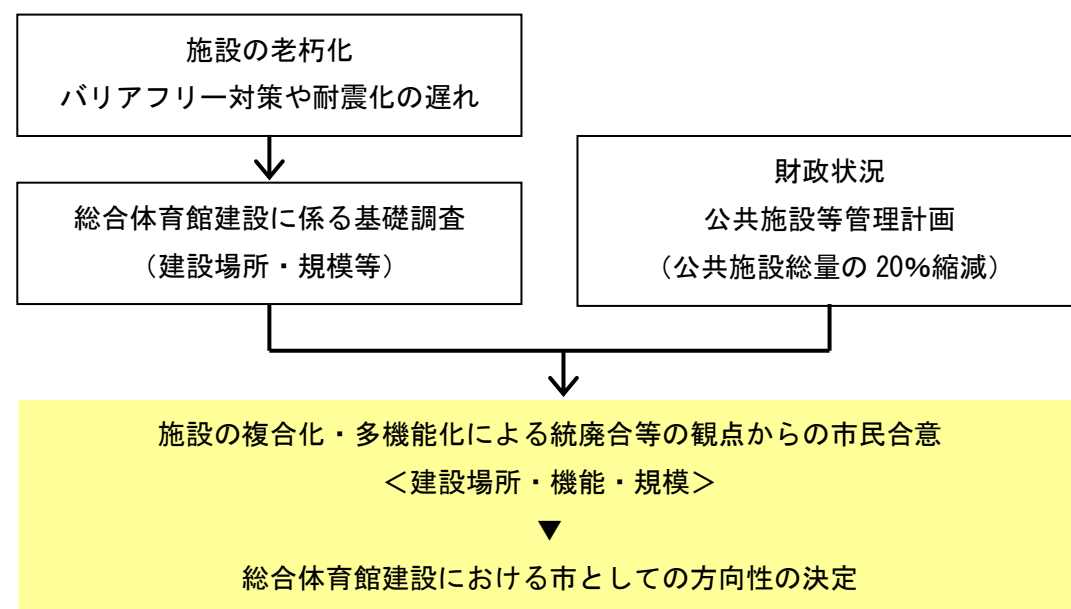 施設の老朽化
バリアフリー対策や耐震化の遅れ
総合体育館建設に係る基礎調査
（建設場所・規模等）
財政状況
公共施設等管理計画
（公共施設総量の 20%縮減）
施設の複合化・多機能化による統廃合等の観点からの市民合意
＜建設場所・機能・規模＞
▼
総合体育館建設における市としての方向性の決定